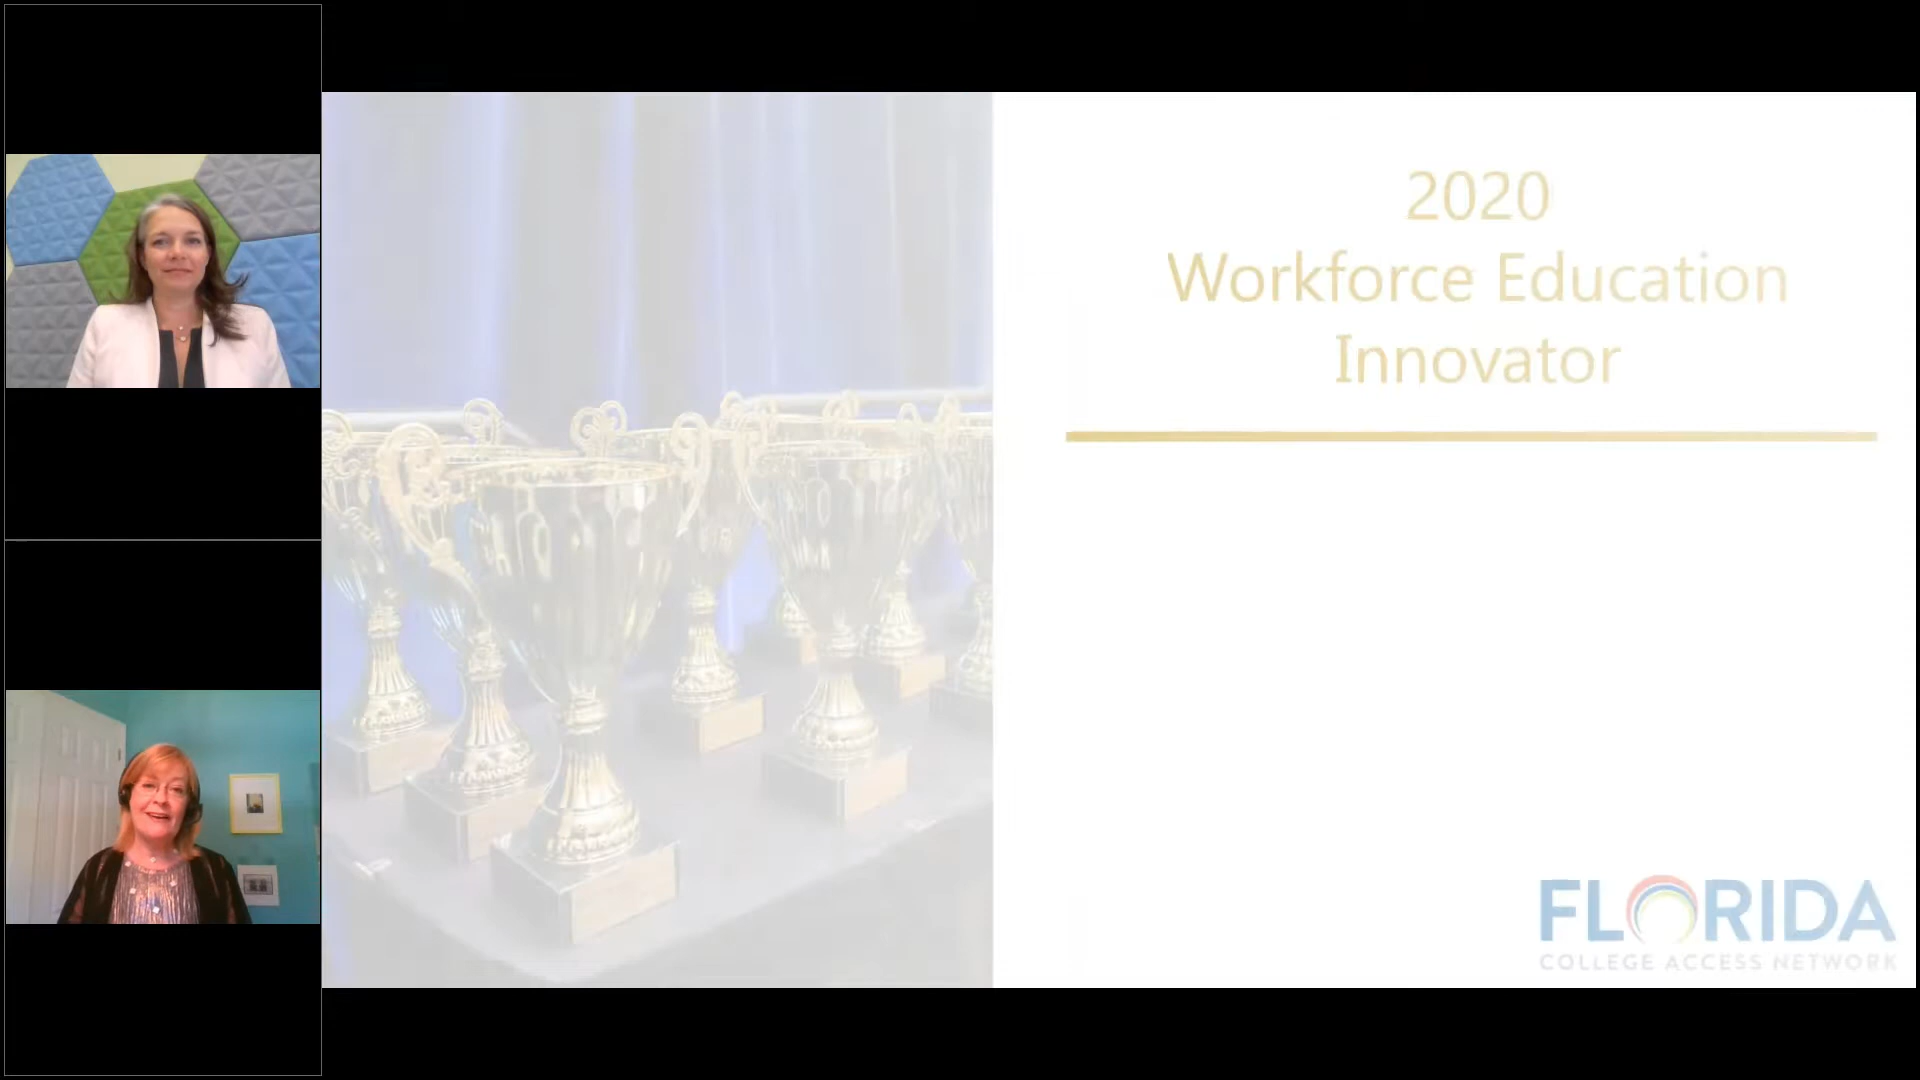 2020
Workforce Education
Innovator
FLORIDA
COLLEGE ACCESS NETWORK